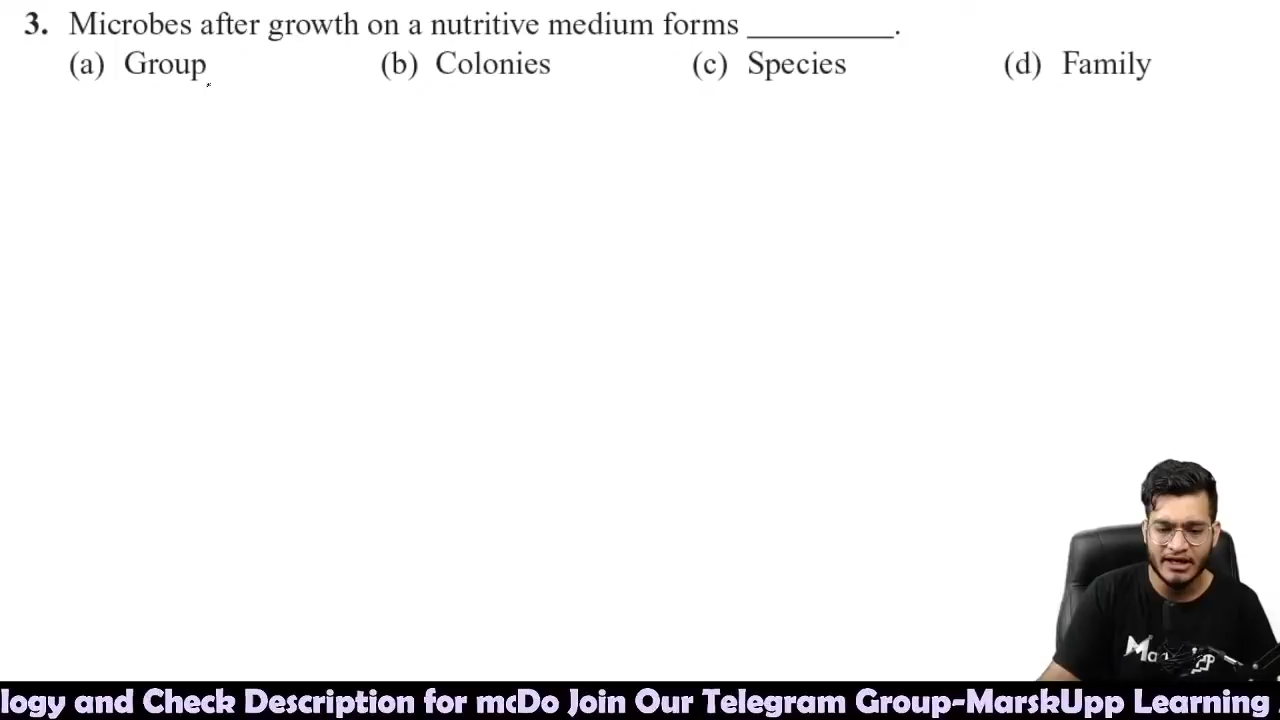 3. Microbes after growth on a nutritive medium forms __________.
(a) Group (b) Colonies (c) Species (d) Family
logy and Check Description for mcDo Join Our Telegram Group-MarskUpp Learning